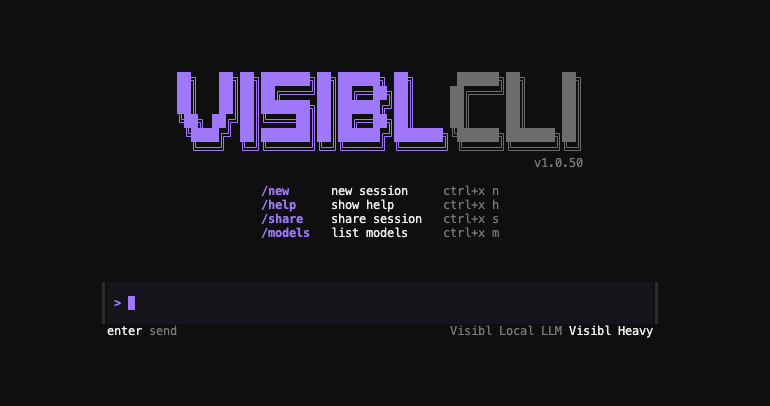 VISIBL CLI
v1.0.50
/new new session ctrl+x n
/help show help ctrl+x h
/share share session ctrl+x s
/models list models ctrl+x m
>
enter send Visibl Local LLM Visibl Heavy